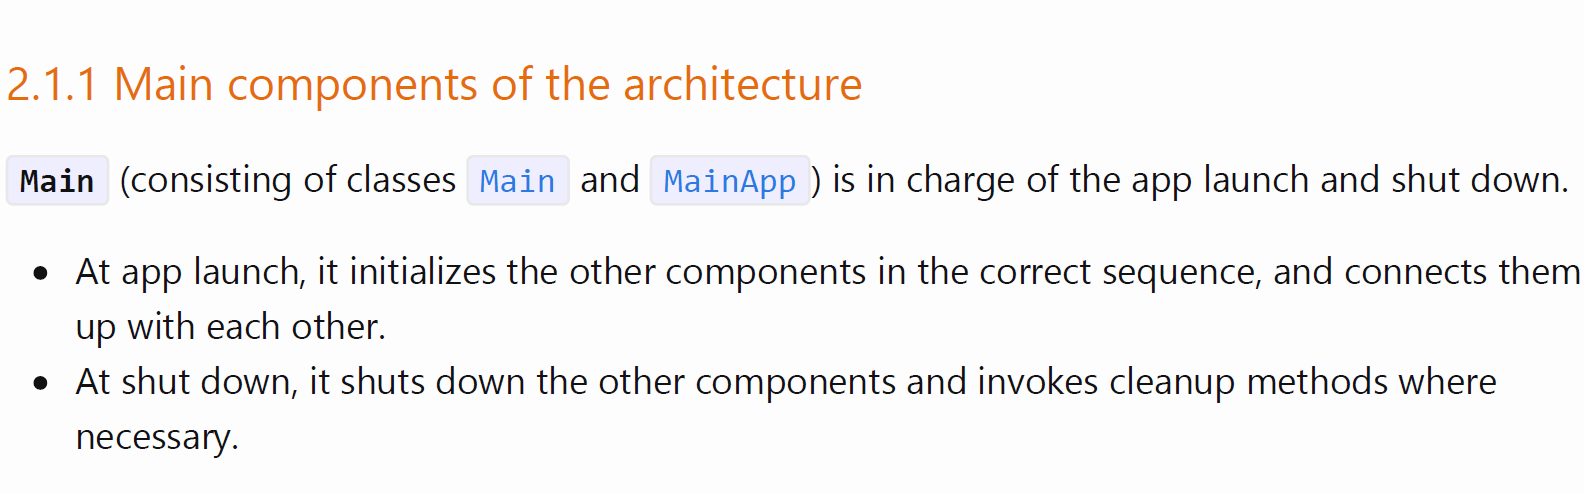 2.1.1 Main components of the architecture
Main (consisting of classes Main and MainApp) is in charge of the app launch and shut down.
• At app launch, it initializes the other components in the correct sequence, and connects them
up with each other.
• At shut down, it shuts down the other components and invokes cleanup methods where
necessary.